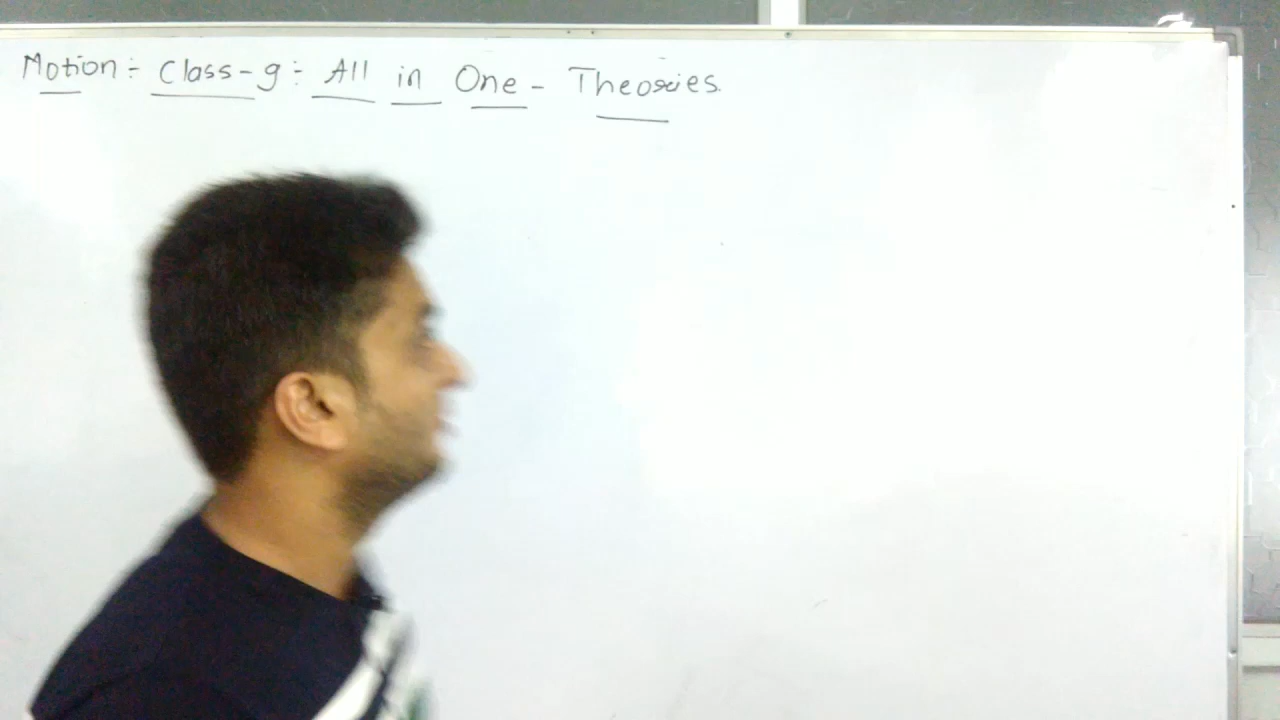 Motion:- Class-9:- All in One - Theories.